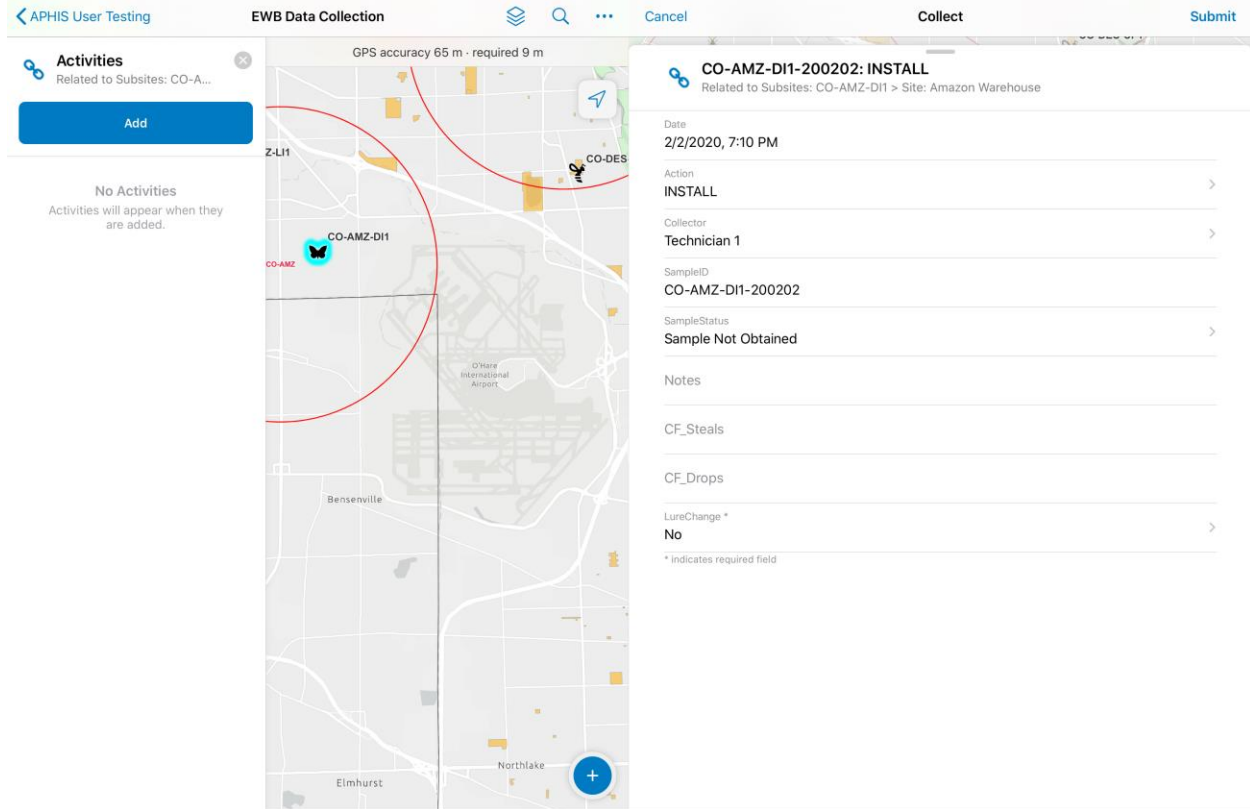 APHIS User Testing
EWB Data Collection
Activities
Related to Subsites: CO-A...
Add
No Activities
Activities will appear when they
are added.
GPS accuracy 65 m · required 9 m
Z-LI1
CO-DES
CO-AMZ-DI1
CO-AMZ
O'Hare
International
Airport
Bensenville
Northlake
Elmhurst
Cancel
Collect
Submit
CO-AMZ-DI1-200202: INSTALL
Related to Subsites: CO-AMZ-DI1 > Site: Amazon Warehouse
Date
2/2/2020, 7:10 PM
Action
INSTALL
Collector
Technician 1
SampleID
CO-AMZ-DI1-200202
SampleStatus
Sample Not Obtained
Notes
CF_Steals
CF_Drops
LureChange *
No
* indicates required field